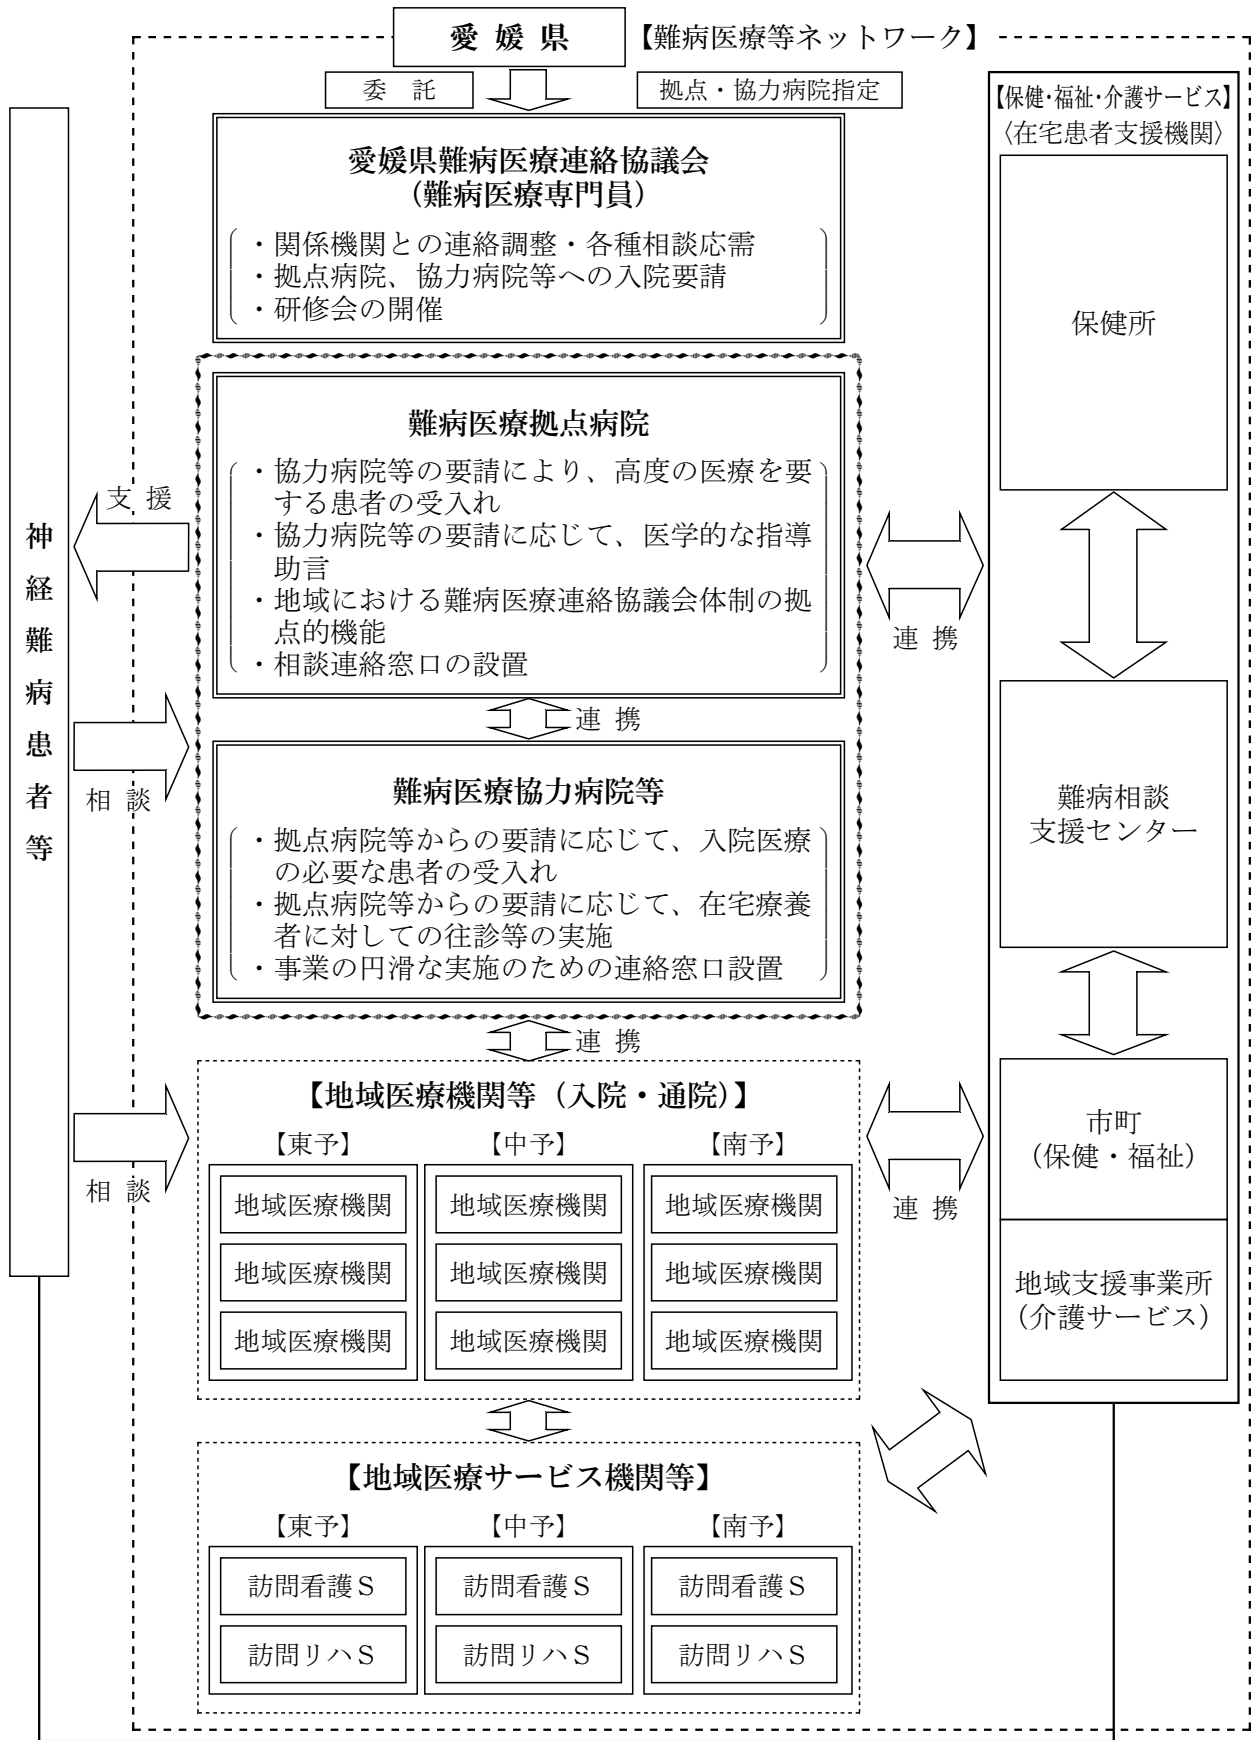 愛媛県
【難病医療等ネットワーク】
委託
拠点・協力病院指定
愛媛県難病医療連絡協議会
（難病医療専門員）
・関係機関との連絡調整・各種相談応需
・拠点病院、協力病院等への入院要請
・研修会の開催
難病医療拠点病院
・協力病院等の要請により、高度の医療を要
する患者の受入れ
・協力病院等の要請に応じて、医学的な指導
助言
・地域における難病医療連絡協議会体制の拠
点的機能
・相談連絡窓口の設置
連携
難病医療協力病院等
・拠点病院等からの要請に応じて、入院医療
の必要な患者の受入れ
・拠点病院等からの要請に応じて、在宅療養
者に対しての往診等の実施
・事業の円滑な実施のための連絡窓口設置
連携
【地域医療機関等（入院・通院）】
【東予】
地域医療機関
地域医療機関
地域医療機関
【中予】
地域医療機関
地域医療機関
地域医療機関
【南予】
地域医療機関
地域医療機関
地域医療機関
【地域医療サービス機関等】
【東予】
訪問看護Ｓ
訪問リハＳ
【中予】
訪問看護Ｓ
訪問リハＳ
【南予】
訪問看護Ｓ
訪問リハＳ
神経難病患者等
支援
相談
相談
連携
連携
【保健・福祉・介護サービス】
〈在宅患者支援機関〉
保健所
難病相談
支援センター
市町
（保健・福祉）
地域支援事業所
（介護サービス）